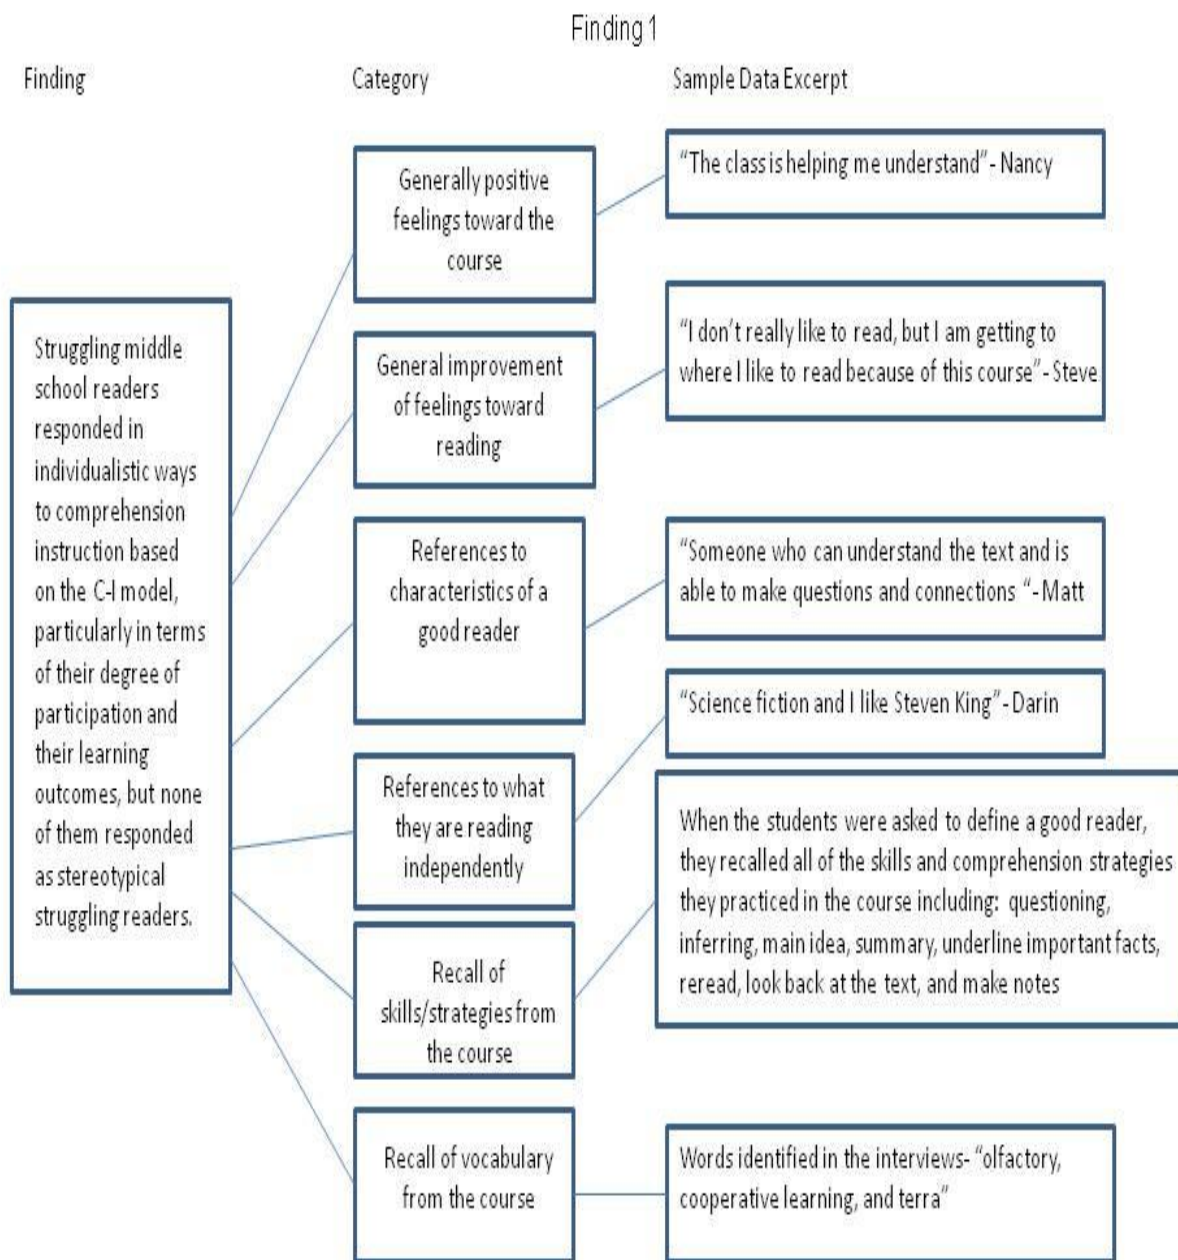 Finding 1
Finding
Category
Sample Data Excerpt
Struggling middle
school readers
responded in
individualistic ways
to comprehension
instruction based
on the C-I model,
particularly in terms
of their degree of
participation and
their learning
outcomes, but none
of them responded
as stereotypical
struggling readers.
Generally positive
feelings toward the
course
“The class is helping me understand”- Nancy
General improvement
of feelings toward
reading
“I don’t really like to read, but I am getting to
where I like to read because of this course”- Steve
References to
characteristics of a
good reader
“Someone who can understand the text and is
able to make questions and connections “- Matt
References to what
they are reading
independently
“Science fiction and I like Steven King”- Darin
Recall of
skills/strategies from
the course
When the students were asked to define a good reader,
they recalled all of the skills and comprehension strategies
they practiced in the course including: questioning,
inferring, main idea, summary, underline important facts,
reread, look back at the text, and make notes
Recall of vocabulary
from the course
Words identified in the interviews- “olfactory,
cooperative learning, and terra”